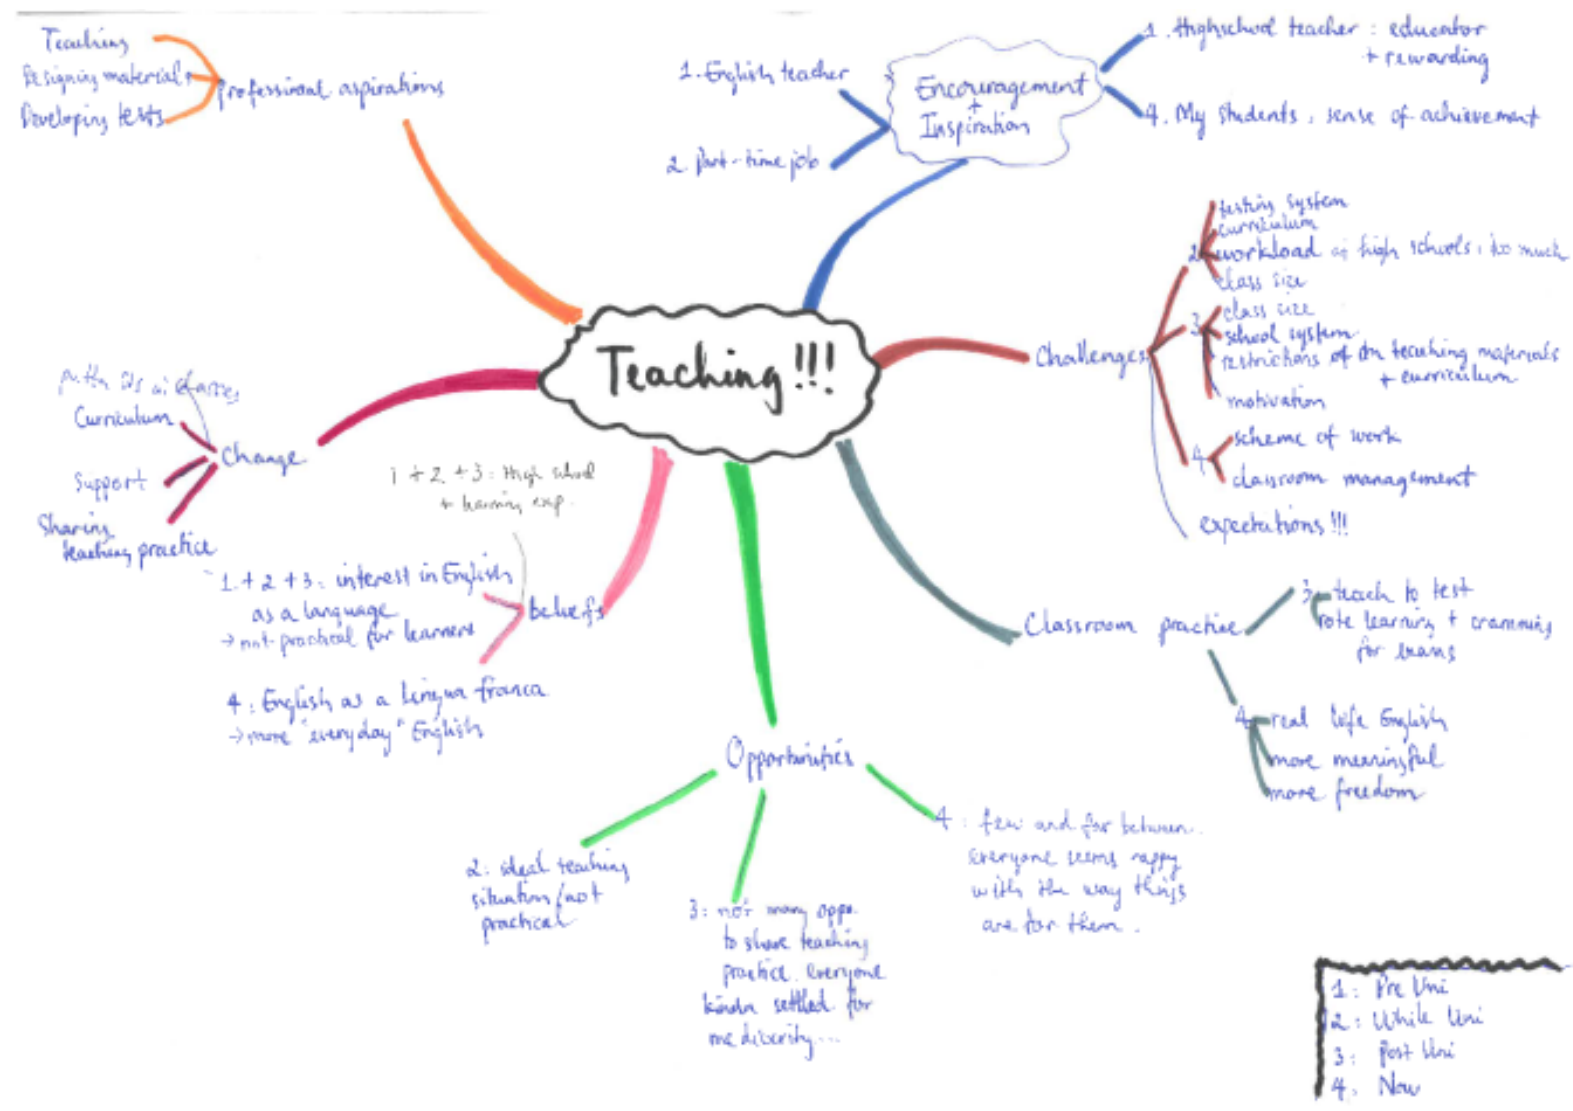 Teaching
Designing materials
Developing tests
Professional aspirations
1. English teacher
2. Part-time job
Encouragement
+
Inspiration
1. Highschool teacher : educator
+ rewarding
4. My students : sense of achievement
Teaching!!!
Challenges
2
testing system
curriculum
workload at high schools : too much
class size
3
class size
school system
restrictions of on teaching materials
+ curriculum
motivation
4
scheme of work
classroom management
expectations!!!
Change
in classes
Curriculum
Support
Sharing
teaching practice
1 + 2 + 3 : High school
+ learning exp.
beliefs
1. + 2 + 3 : interest in English
as a language
→ not practical for learners
4 : English as a lingua franca
→ more "everyday" English
Classroom practice
3
teach to test
rote learning + cramming
for exams
4
real life English
more meaningful
more freedom
Opportunities
2 : ideal teaching
situation/not
practical
3 : not many oppo.
to share teaching
practice. everyone
kinda settled for
4 : few and far between.
everyone seems happy
with the way things
are for them.
1 : Pre Uni
2 : While Uni
3 : Post Uni
4. Now